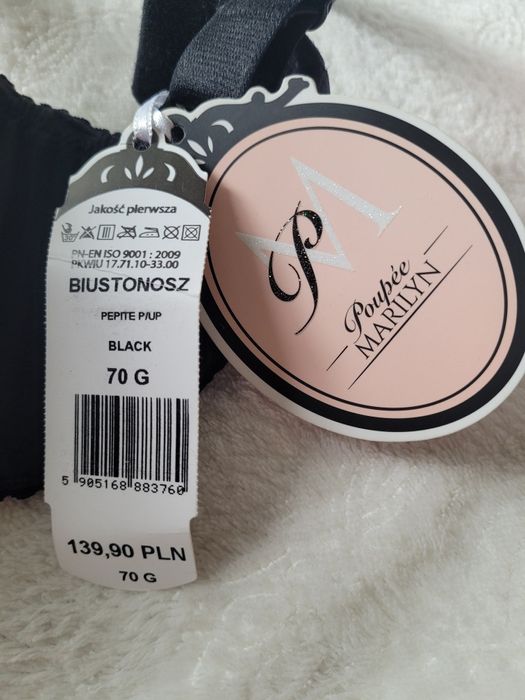 Jakość pierwsza
PN-EN ISO 9001 : 2009
PKWIU 17.71.10-33.00
BIUSTONOSZ
PEPITE P/UP
BLACK
70 G
5 905168 883760
139,90 PLN
70 G
PM
Poupée
MARILYN